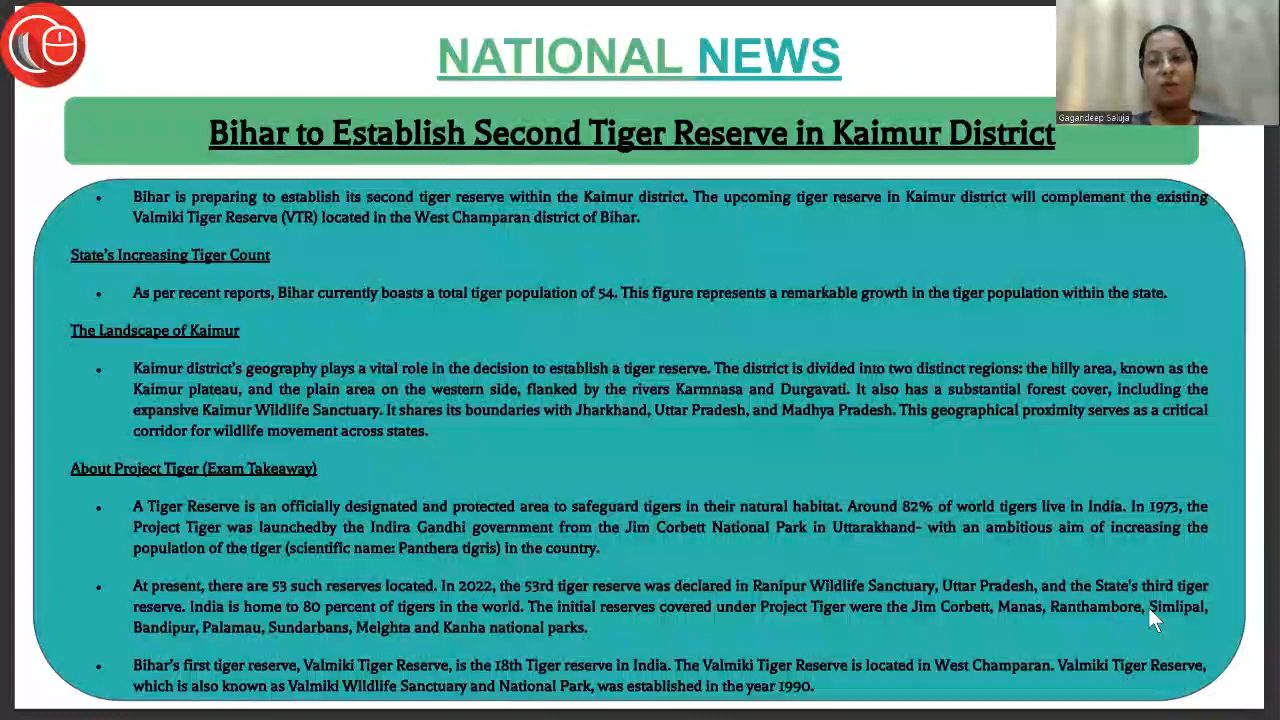 NATIONAL NEWS
Gagandeep Saluja
Bihar to Establish Second Tiger Reserve in Kaimur District
• Bihar is preparing to establish its second tiger reserve within the Kaimur district. The upcoming tiger reserve in Kaimur district will complement the existing
Valmiki Tiger Reserve (VTR) located in the West Champaran district of Bihar.
State's Increasing Tiger Count
• As per recent reports, Bihar currently boasts a total tiger population of 54. This figure represents a remarkable growth in the tiger population within the state.
The Landscape of Kaimur
• Kaimur district's geography plays a vital role in the decision to establish a tiger reserve. The district is divided into two distinct regions: the hilly area, known as the
Kaimur plateau, and the plain area on the western side, flanked by the rivers Karmnasa and Durgavati. It also has a substantial forest cover, including the
expansive Kaimur Wildlife Sanctuary. It shares its boundaries with Jharkhand, Uttar Pradesh, and Madhya Pradesh. This geographical proximity serves as a critical
corridor for wildlife movement across states.
About Project Tiger (Exam Takeaway)
• A Tiger Reserve is an officially designated and protected area to safeguard tigers in their natural habitat. Around 82% of world tigers live in India. In 1973, the
Project Tiger was launchedby the Indira Gandhi government from the Jim Corbett National Park in Uttarakhand- with an ambitious aim of increasing the
population of the tiger (scientific name: Panthera tigris) in the country.
• At present, there are 53 such reserves located. In 2022, the 53rd tiger reserve was declared in Ranipur Wildlife Sanctuary, Uttar Pradesh, and the State's third tiger
reserve. India is home to 80 percent of tigers in the world. The initial reserves covered under Project Tiger were the Jim Corbett, Manas, Ranthambore, Simlipal,
Bandipur, Palamau, Sundarbans, Melghta and Kanha national parks.
• Bihar's first tiger reserve, Valmiki Tiger Reserve, is the 18th Tiger reserve in India. The Valmiki Tiger Reserve is located in West Champaran. Valmiki Tiger Reserve,
which is also known as Valmiki Wildlife Sanctuary and National Park, was established in the year 1990.